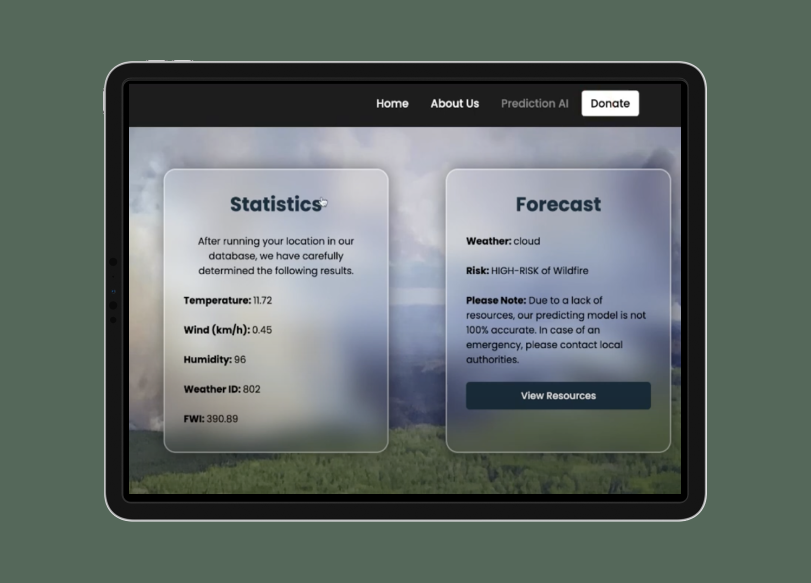 Home About Us Prediction AI Donate
Statistics
After running your location in our
database, we have carefully
determined the following results.
Temperature: 11.72
Wind (km/h): 0.45
Humidity: 96
Weather ID: 802
FWI: 390.89
Forecast
Weather: cloud
Risk: HIGH-RISK of Wildfire
Please Note: Due to a lack of
resources, our predicting model is not
100% accurate. In case of an
emergency, please contact local
authorities.
View Resources